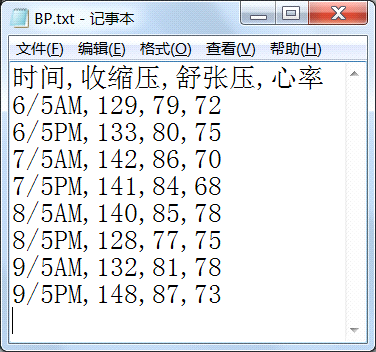 BP.txt - 记事本
文件(F) 编辑(E) 格式(O) 查看(V) 帮助(H)
时间,收缩压,舒张压,心率
6/5AM,129,79,72
6/5PM,133,80,75
7/5AM,142,86,70
7/5PM,141,84,68
8/5AM,140,85,78
8/5PM,128,77,75
9/5AM,132,81,78
9/5PM,148,87,73